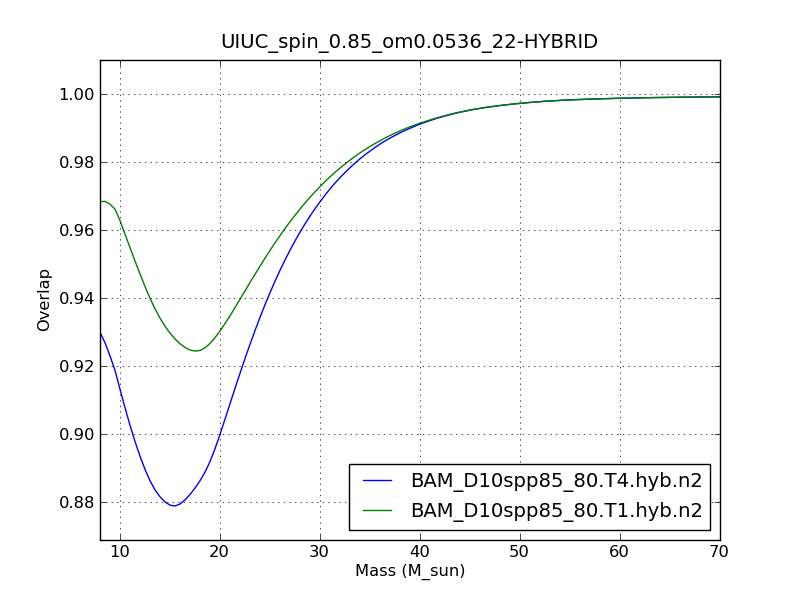 UIUC_spin_0.85_om0.0536_22-HYBRID
1.00
0.98
0.96
0.94
0.92
0.90
0.88
Overlap
BAM_D10spp85_80.T4.hyb.n2
BAM_D10spp85_80.T1.hyb.n2
10 20 30 40 50 60 70
Mass (M_sun)